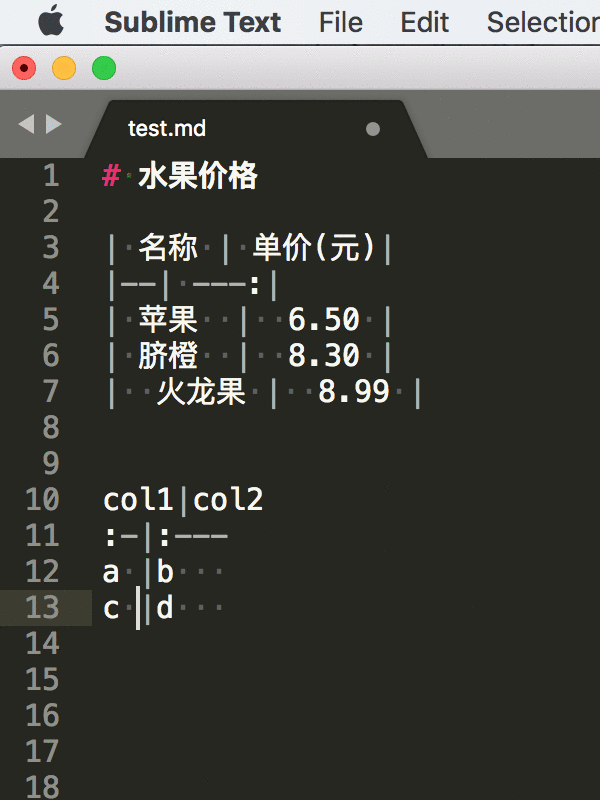 Sublime Text File Edit Selection
test.md
1 # 水果价格
2
3 | 名称 | 单价(元)|
4 |--| ---:|
5 | 苹果  |  6.50 |
6 | 脐橙  |  8.30 |
7 |  火龙果 |  8.99 |
8
9
10 col1|col2
11 :-|:---
12 a |b
13 c |d
14
15
16
17
18